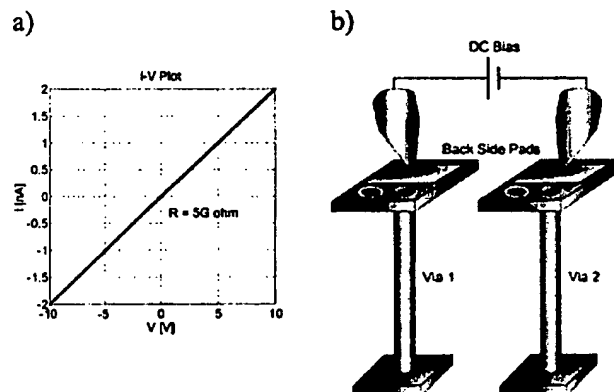 a)
I-V Plot
2
1.5
1
0.5
0
-0.5
-1
-1.5
-2
I [nA]
R = 5G ohm
-10 -5 0 5 10
V [V]
b)
DC Bias
Back Side Pads
Via 1
Via 2